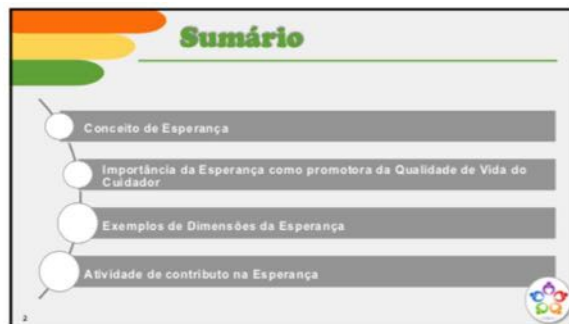 Sumário
Conceito de Esperança
Importância da Esperança como promotora da Qualidade de Vida do
Cuidador
Exemplos de Dimensões da Esperança
Atividade de contributo na Esperança
2